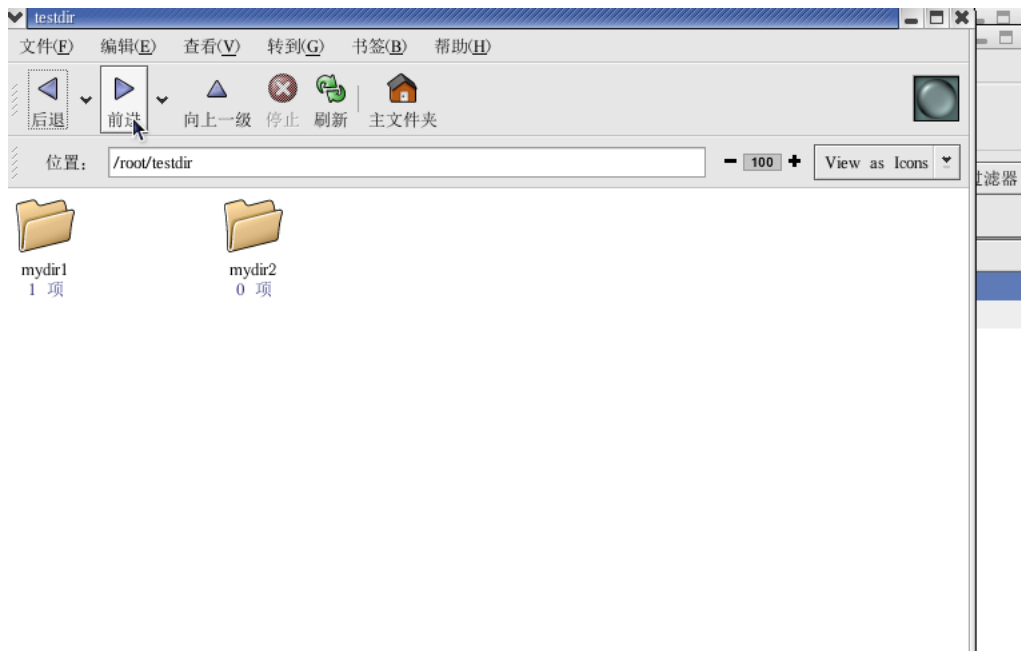 testdir
文件(F) 编辑(E) 查看(V) 转到(G) 书签(B) 帮助(H)
后退 前进 向上一级 停止 刷新 主文件夹
位置： /root/testdir 100 View as Icons
过滤器
mydir1 mydir2
1 项 0 项